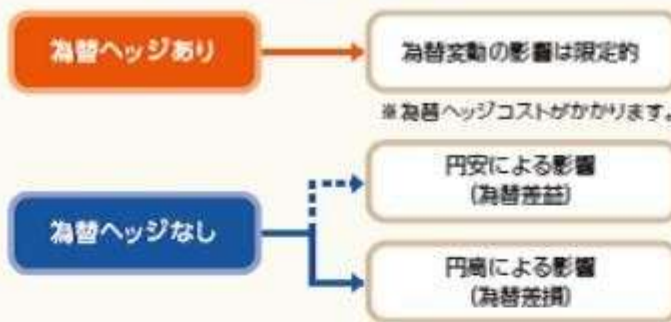 為替ヘッジあり
為替変動の影響は限定的
※為替ヘッジコストがかかります。
円安による影響
(為替差益)
為替ヘッジなし
円高による影響
(為替差損)